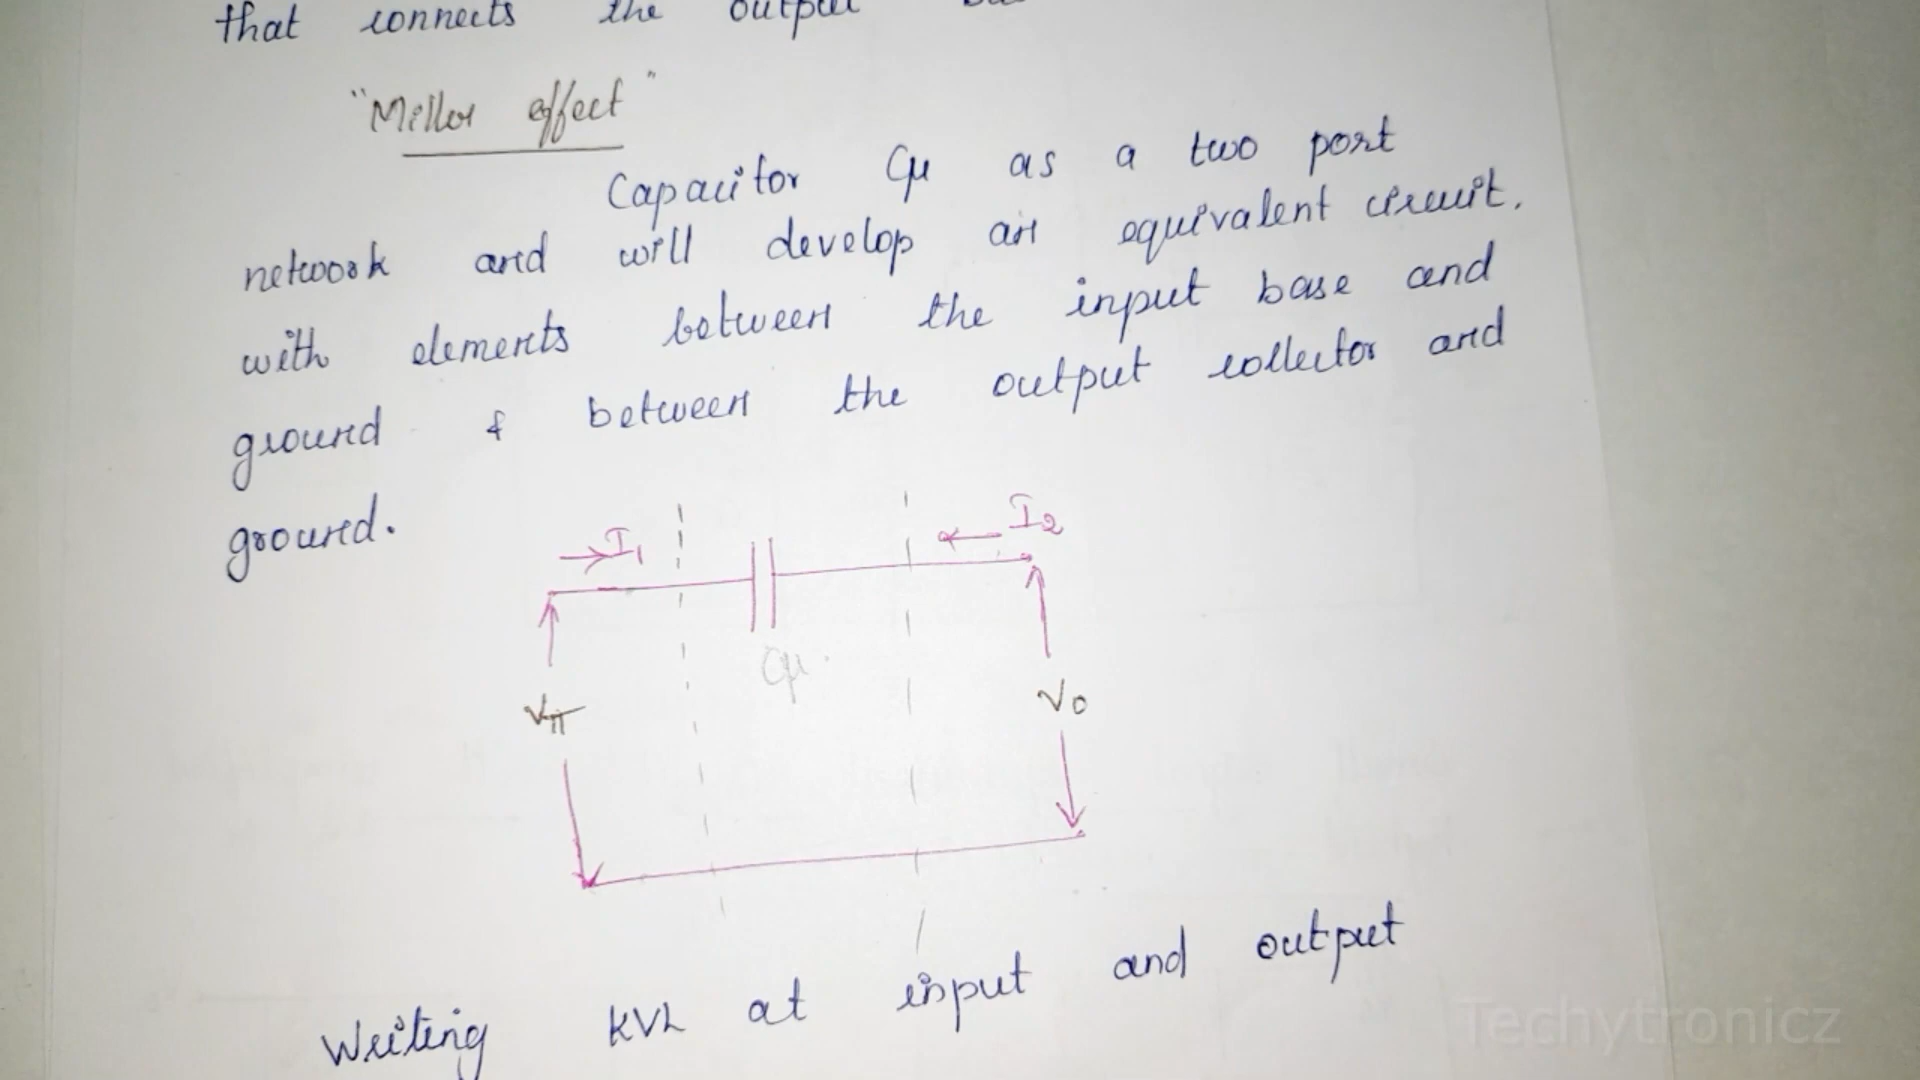 that connects the output
"Miller effect"
Capacitor Cμ as a two port
network and will develop an equivalent circuit.
with elements between the input base and
ground & between the output collector and
ground.
I1
I2
Cμ
Vπ
Vo
Writing KVL at input and output
Techytronicz